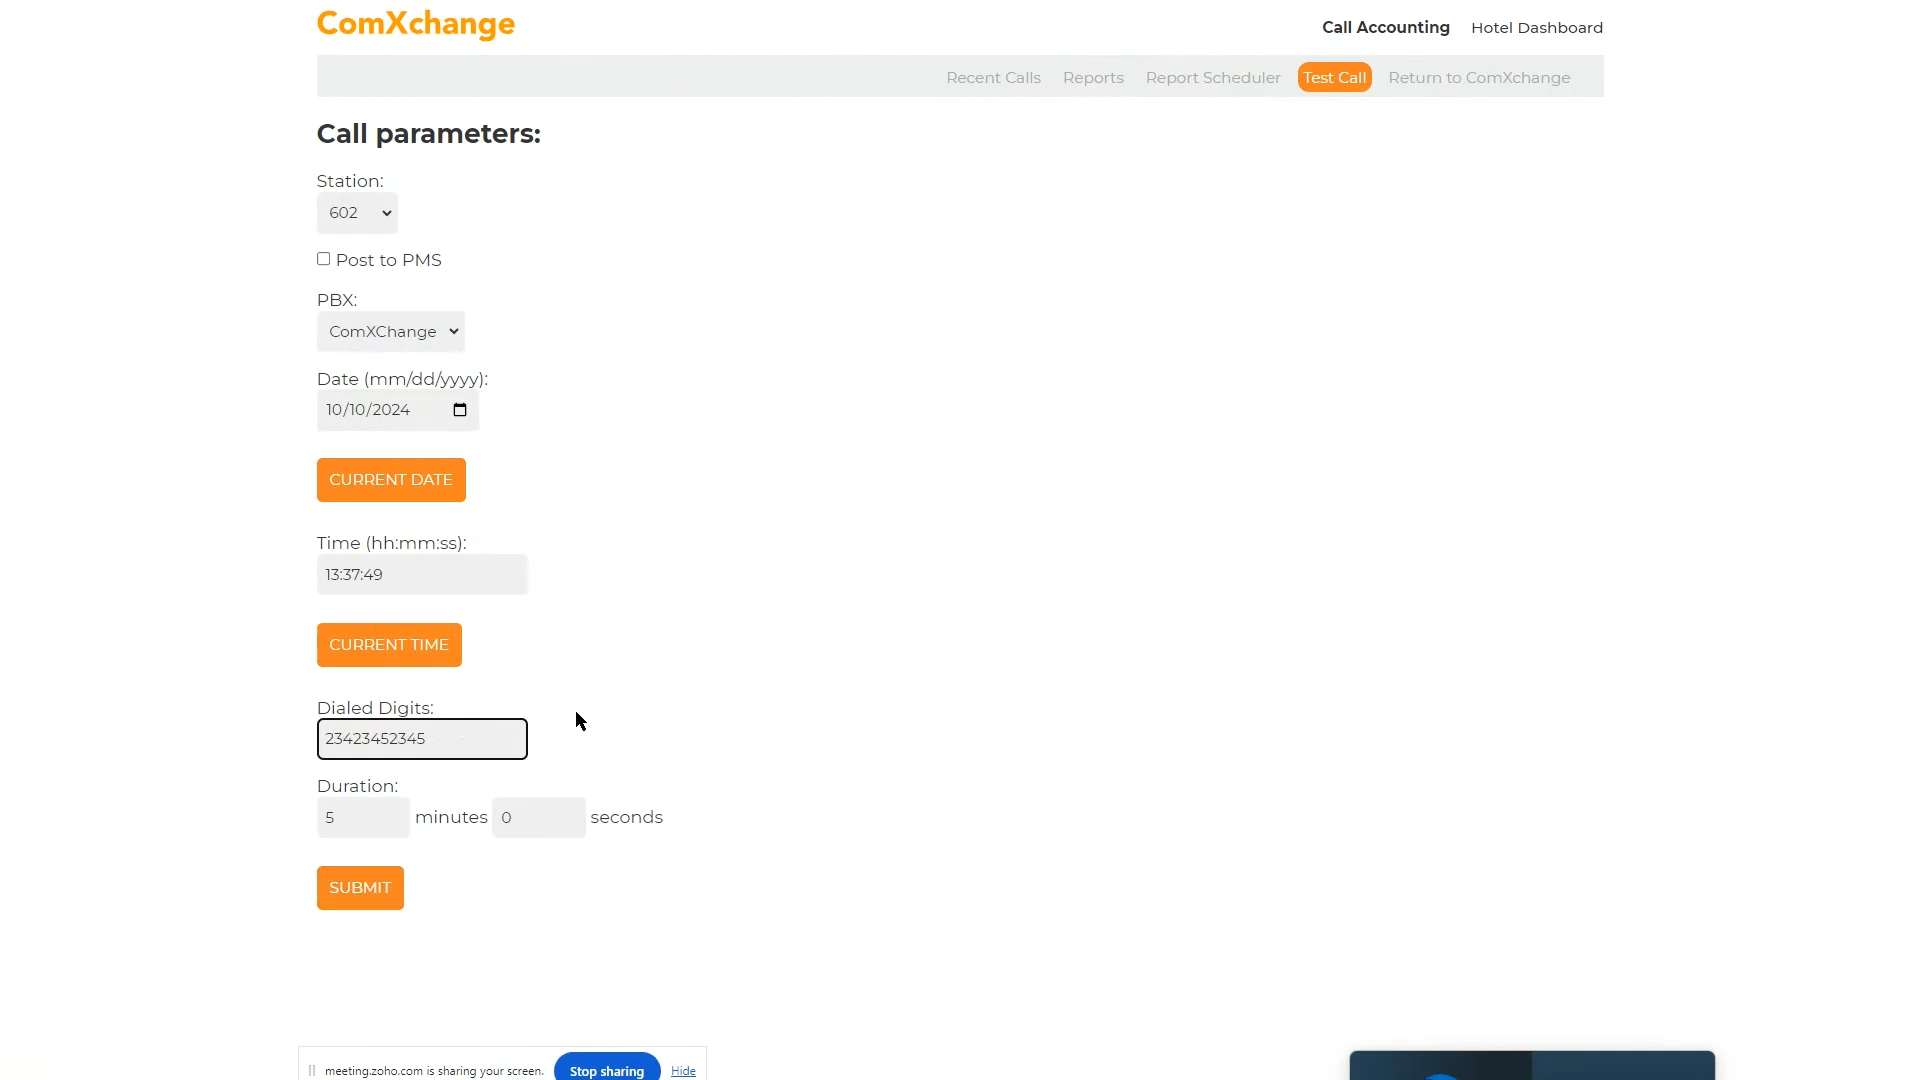 ComXchange
Call Accounting Hotel Dashboard
Recent Calls Reports Report Scheduler Test Call Return to ComXchange
Call parameters:
Station:
602
Post to PMS
PBX:
ComXChange
Date (mm/dd/yyyy):
10/10/2024
CURRENT DATE
Time (hh:mm:ss):
13:37:49
CURRENT TIME
Dialed Digits:
23423452345
Duration:
5 minutes 0 seconds
SUBMIT
meeting.zoho.com is sharing your screen. Stop sharing Hide